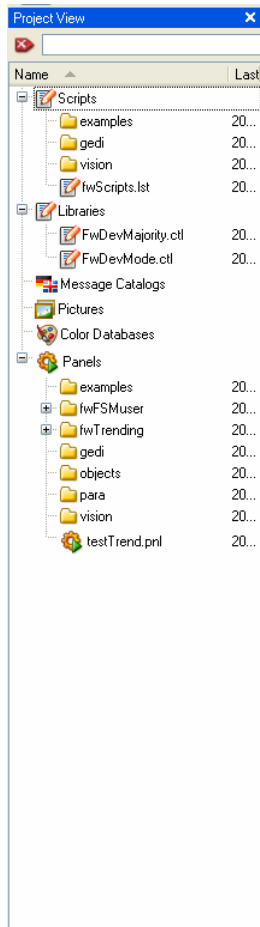 Project View
Name Last
Scripts
examples 20...
gedi 20...
vision 20...
fwScripts.lst 20...
Libraries
FwDevMajority.ctl 20...
FwDevMode.ctl 20...
Message Catalogs
Pictures
Color Databases
Panels
examples 20...
fwFSMuser 20...
fwTrending 20...
gedi 20...
objects 20...
para 20...
vision 20...
testTrend.pnl 20...